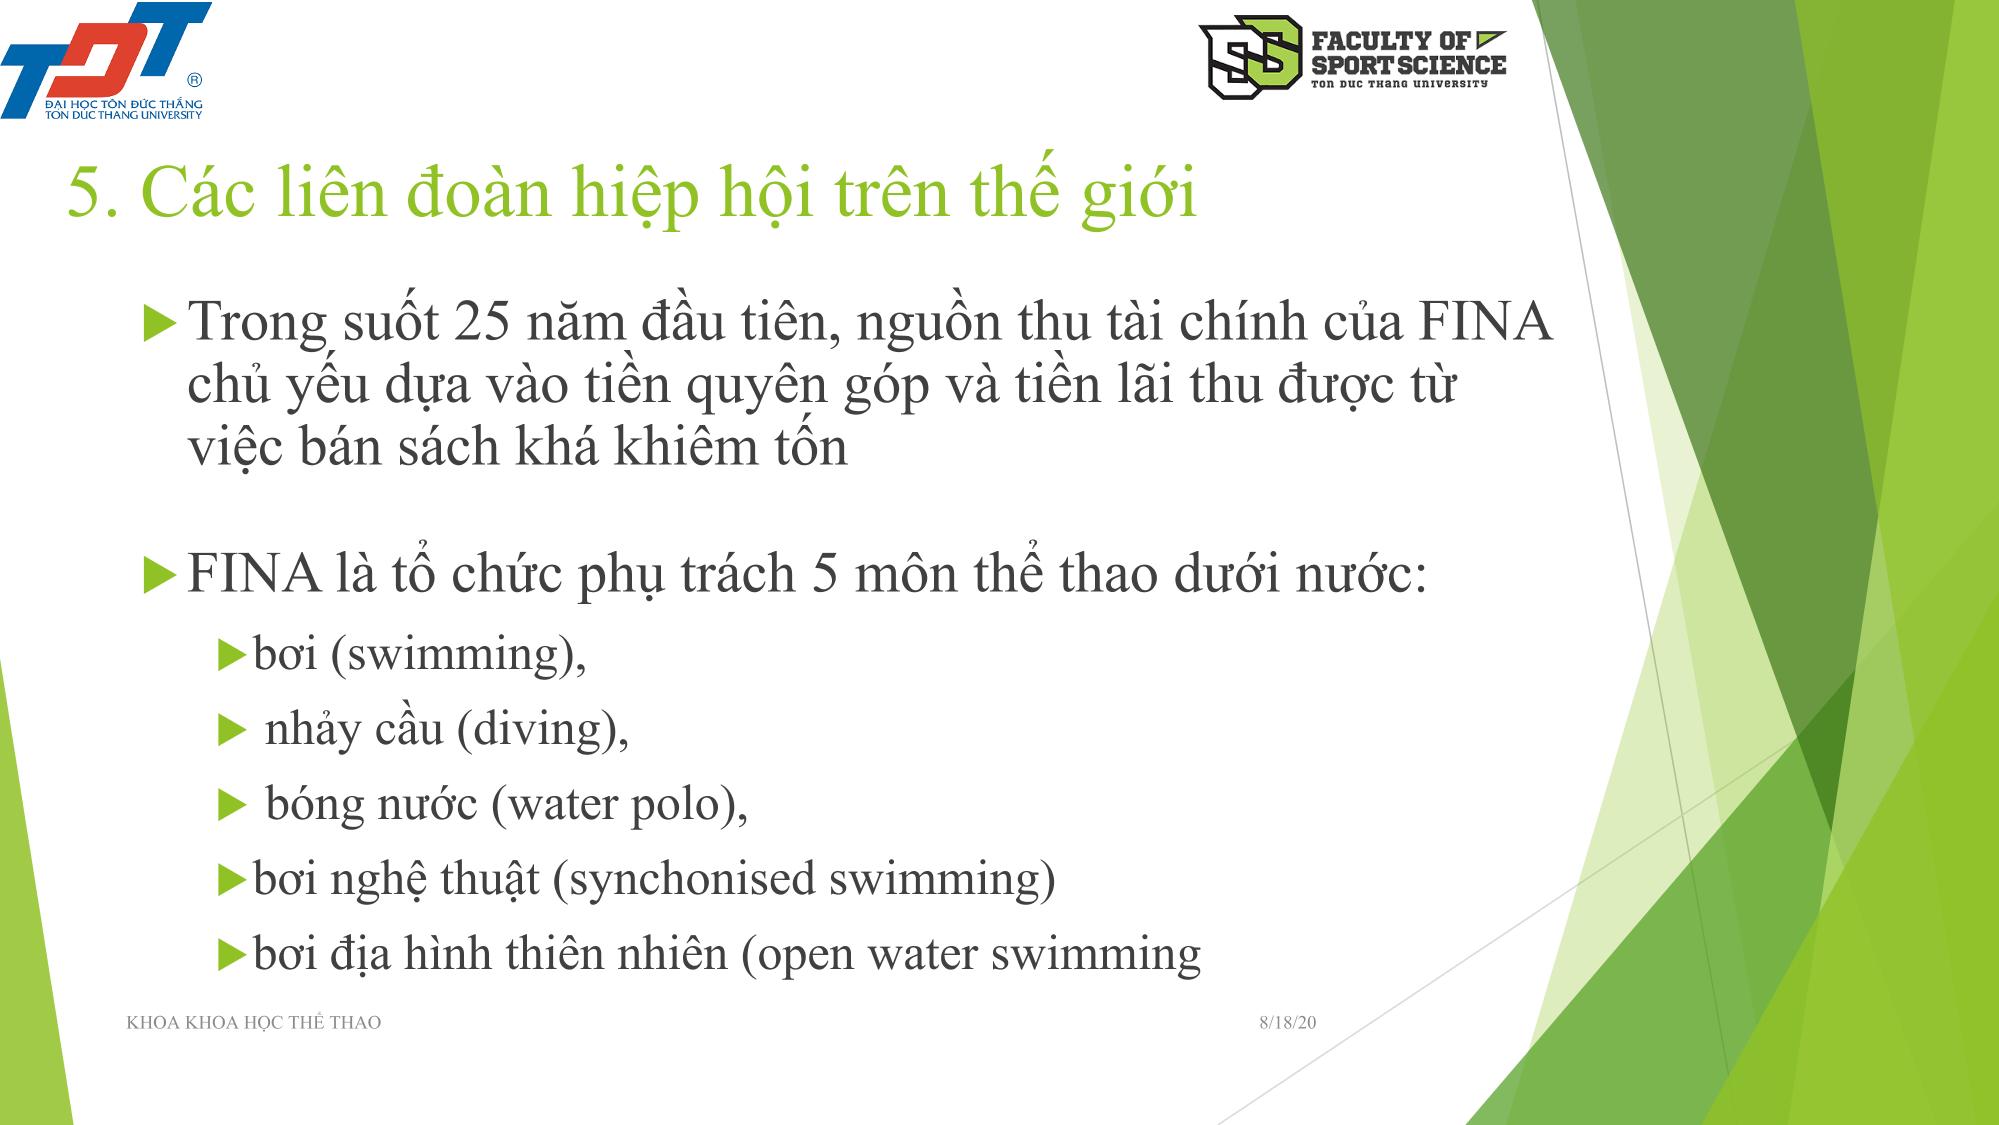 TDT
®
ĐẠI HỌC TÔN ĐỨC THẮNG
TON DUC THANG UNIVERSITY
SS
FACULTY OF
SPORT SCIENCE
TON DUC THANG UNIVERSITY
5. Các liên đoàn hiệp hội trên thế giới
Trong suốt 25 năm đầu tiên, nguồn thu tài chính của FINA
chủ yếu dựa vào tiền quyên góp và tiền lãi thu được từ
việc bán sách khá khiêm tốn
FINA là tổ chức phụ trách 5 môn thể thao dưới nước:
bơi (swimming),
nhảy cầu (diving),
bóng nước (water polo),
bơi nghệ thuật (synchonised swimming)
bơi địa hình thiên nhiên (open water swimming
KHOA KHOA HỌC THỂ THAO
8/18/20